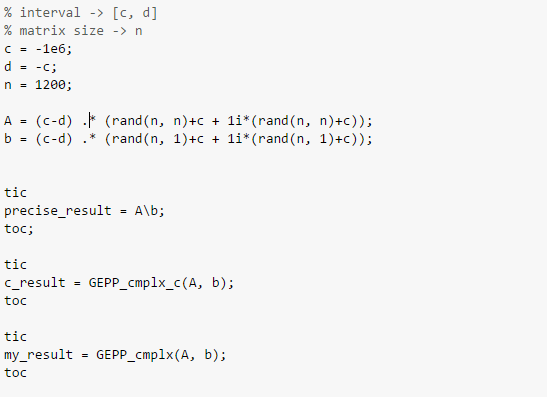 % interval -> [c, d]
% matrix size -> n
c = -1e6;
d = -c;
n = 1200;
A = (c-d) .* (rand(n, n)+c + 1i*(rand(n, n)+c));
b = (c-d) .* (rand(n, 1)+c + 1i*(rand(n, 1)+c));
tic
precise_result = A\b;
toc;
tic
c_result = GEPP_cmplx_c(A, b);
toc
tic
my_result = GEPP_cmplx(A, b);
toc